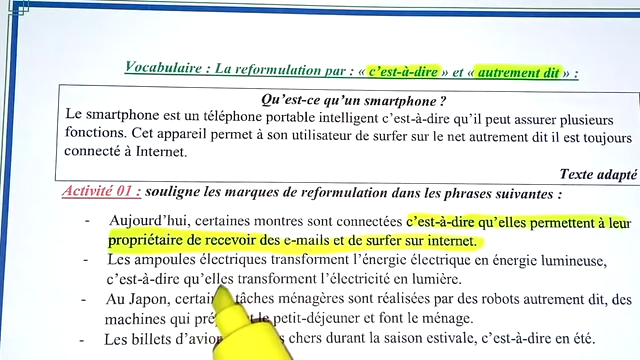 Vocabulaire : La reformulation par : « c'est-à-dire » et « autrement dit » :
Qu'est-ce qu'un smartphone ?
Le smartphone est un téléphone portable intelligent c'est-à-dire qu'il peut assurer plusieurs
fonctions. Cet appareil permet à son utilisateur de surfer sur le net autrement dit il est toujours
connecté à Internet.
Texte adapté
Activité 01 : souligne les marques de reformulation dans les phrases suivantes :
- Aujourd'hui, certaines montres sont connectées c'est-à-dire qu'elles permettent à leur
propriétaire de recevoir des e-mails et de surfer sur internet.
- Les ampoules électriques transforment l'énergie électrique en énergie lumineuse,
c'est-à-dire qu'elles transforment l'électricité en lumière.
- Au Japon, tâches ménagères sont réalisées par des robots autrement dit, des
machines qui le petit-déjeuner et font le ménage.
- Les billets d'avion chers durant la saison estivale, c'est-à-dire en été.